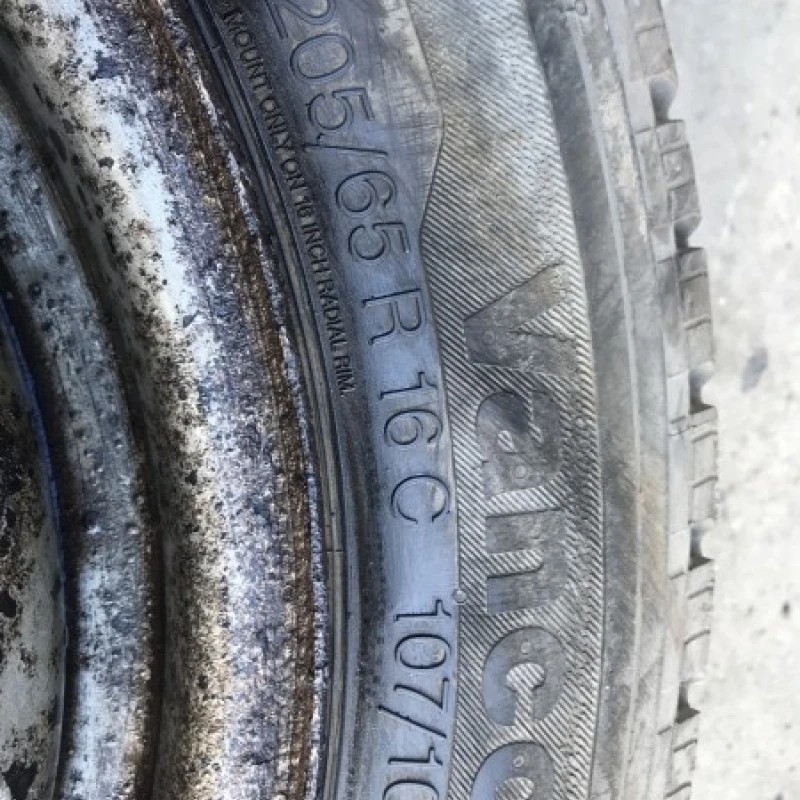 MOUNT ONLY ON 16 INCH RADIAL RIM.
205/65 R 16 C 107/10
Vanco